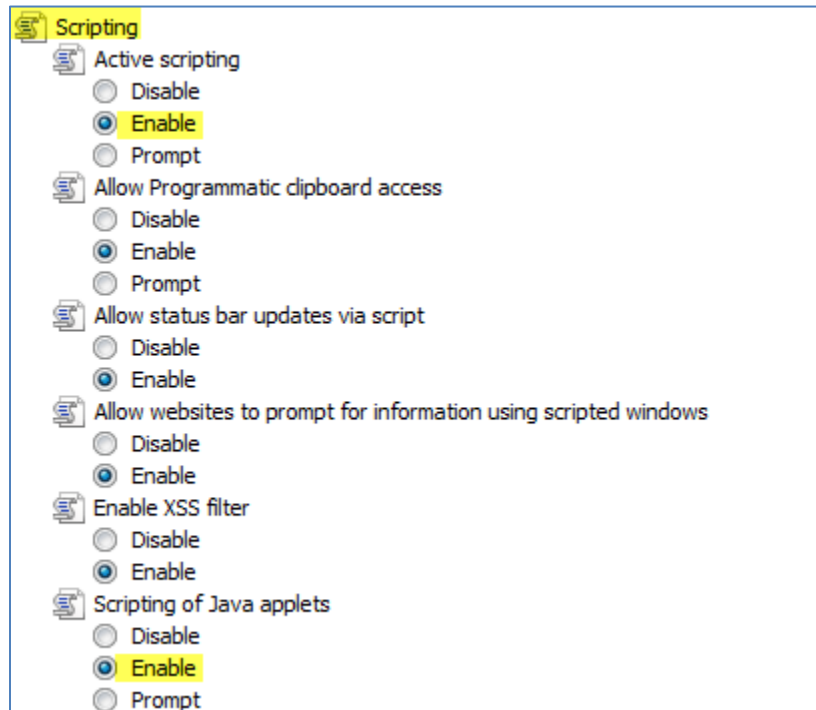 Scripting
Active scripting
Disable
Enable
Prompt
Allow Programmatic clipboard access
Disable
Enable
Prompt
Allow status bar updates via script
Disable
Enable
Allow websites to prompt for information using scripted windows
Disable
Enable
Enable XSS filter
Disable
Enable
Scripting of Java applets
Disable
Enable
Prompt